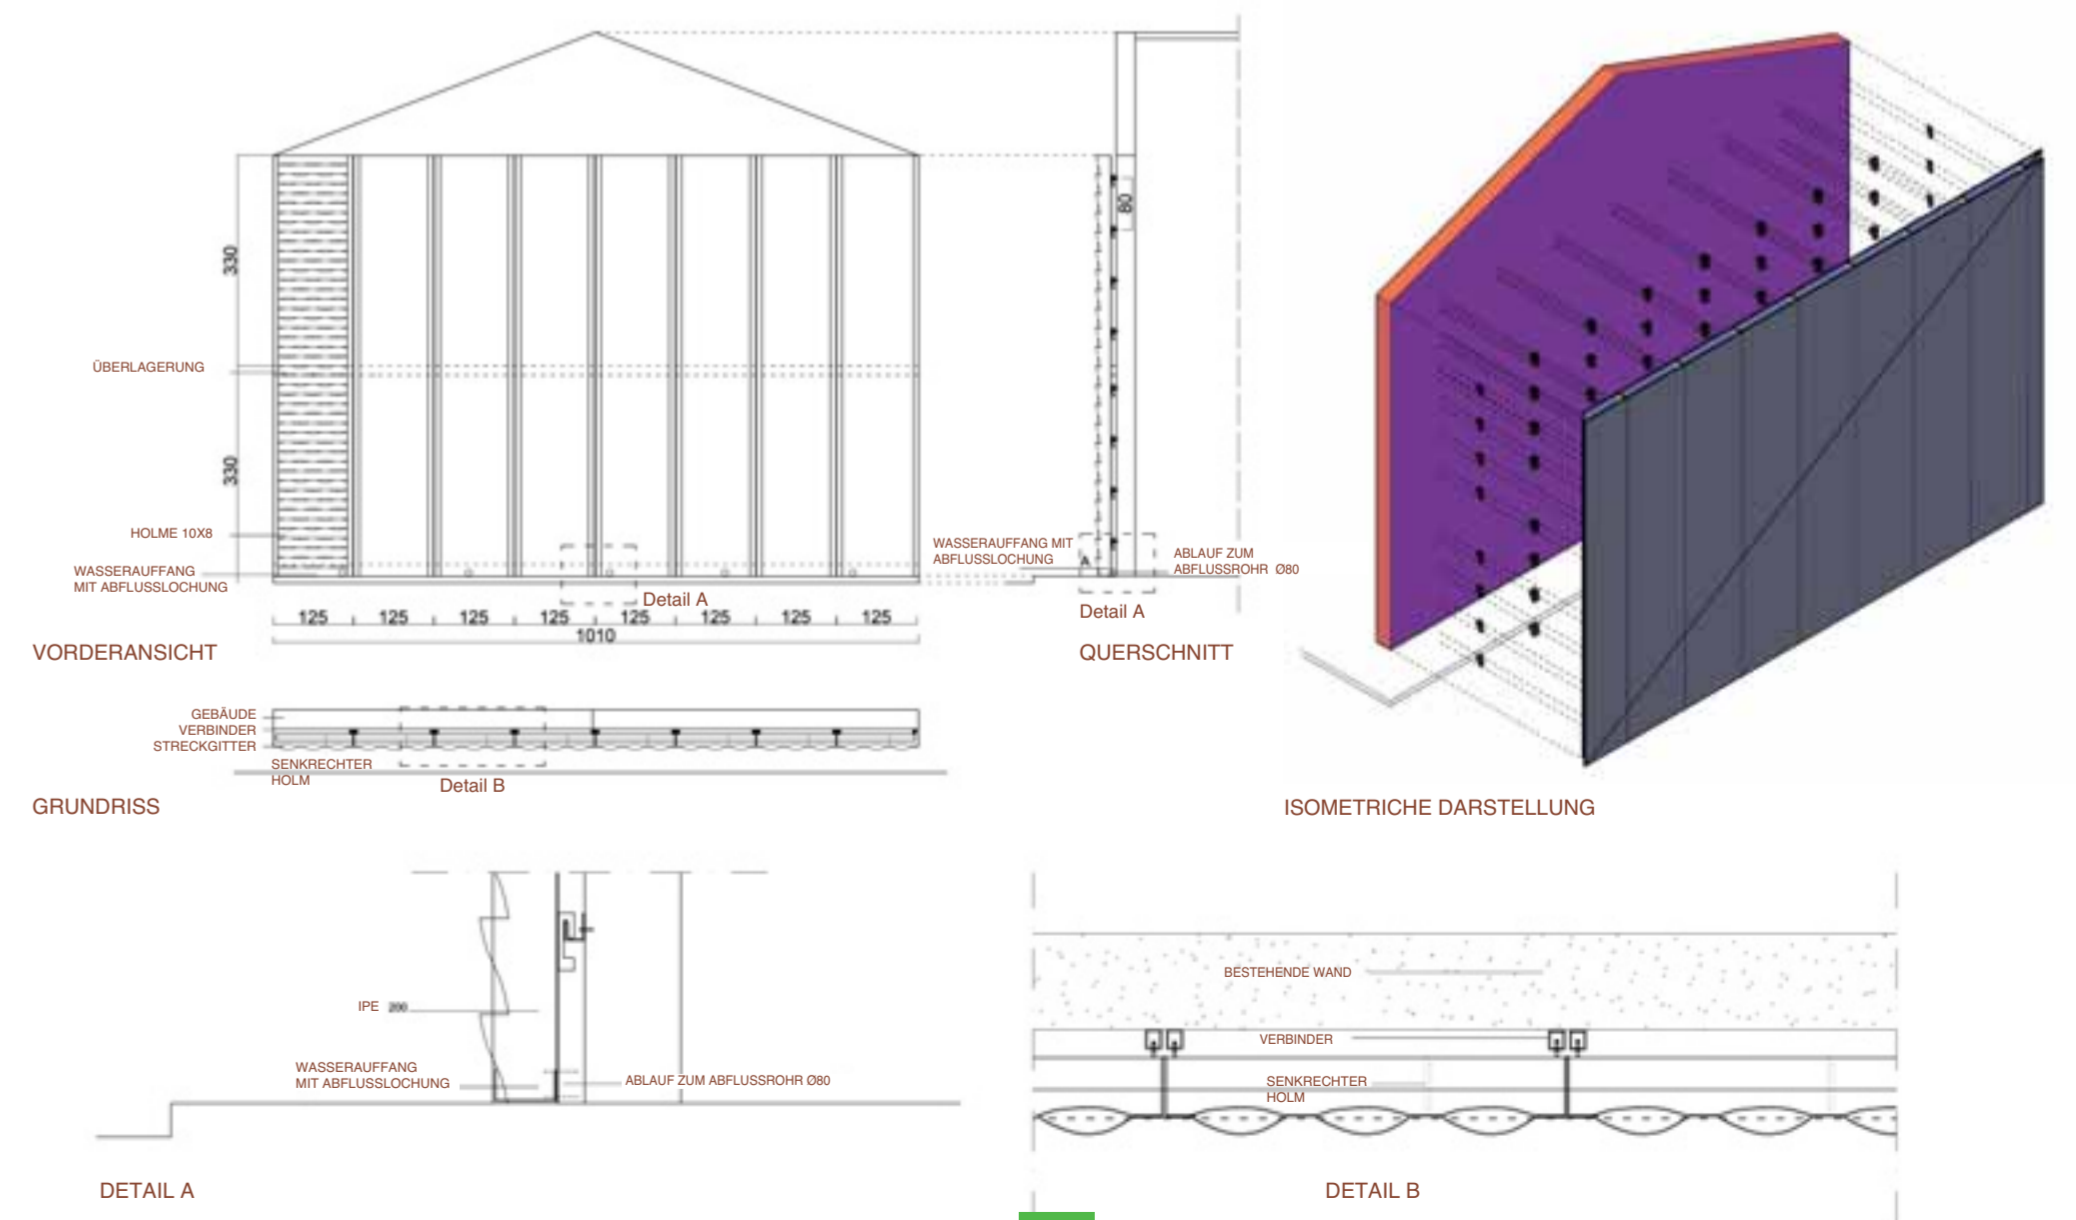 330
80
ÜBERLAGERUNG
330
HOLME 10X8
WASSERAUFFANG
MIT ABFLUSSLOCHUNG
WASSERAUFFANG MIT
ABFLUSSLOCHUNG
A
ABLAUF ZUM
ABFLUSSROHR Ø80
Detail A
Detail A
125 125 125 125 125 125 125 125
1010
VORDERANSICHT
QUERSCHNITT
GEBÄUDE
VERBINDER
STRECKGITTER
SENKRECHTER
HOLM
Detail B
GRUNDRISS
ISOMETRICHE DARSTELLUNG
IPE 200
WASSERAUFFANG
MIT ABFLUSSLOCHUNG
ABLAUF ZUM ABFLUSSROHR Ø80
DETAIL A
BESTEHENDE WAND
VERBINDER
SENKRECHTER
HOLM
DETAIL B